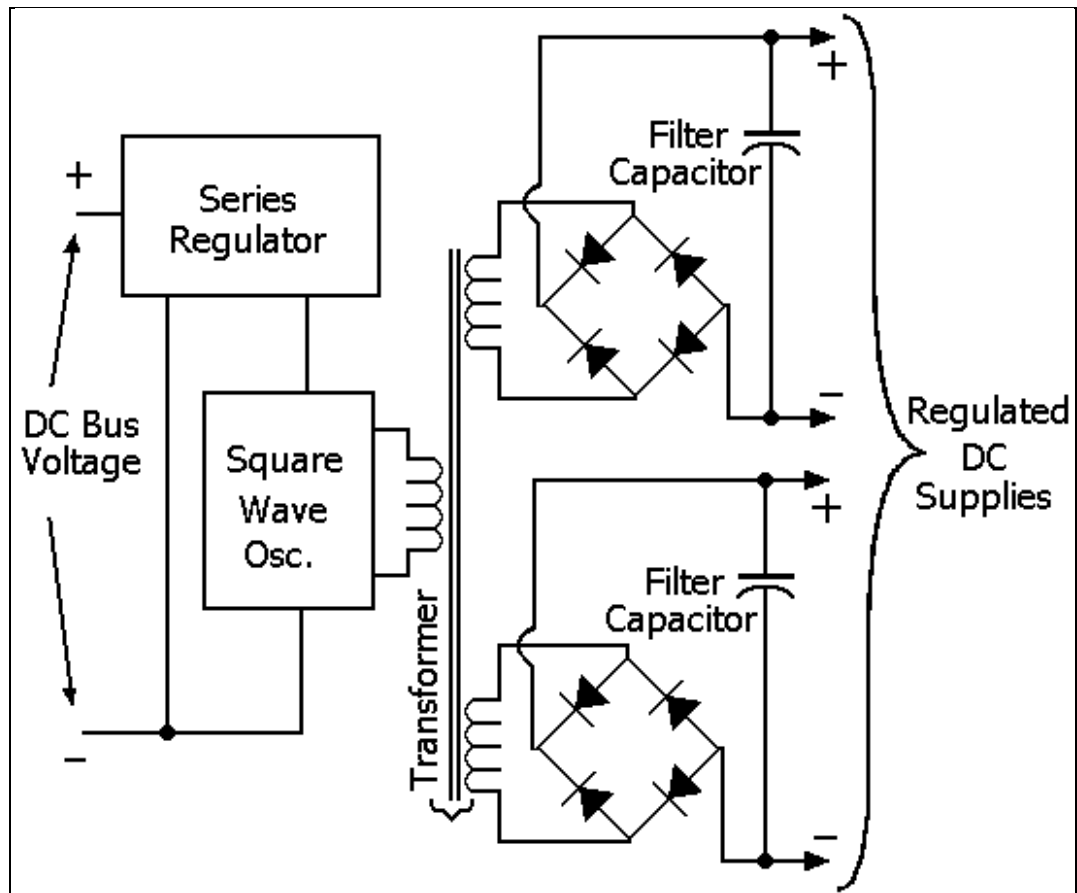 +
Series
Regulator
DC Bus
Voltage
Square
Wave
Osc.
-
Transformer
+
Filter
Capacitor
-
+
Filter
Capacitor
-
Regulated
DC
Supplies